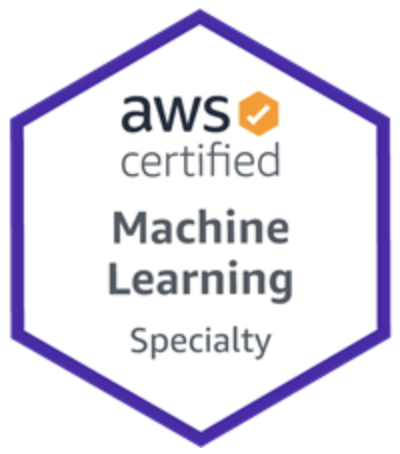 aws
certified
Machine
Learning
Specialty